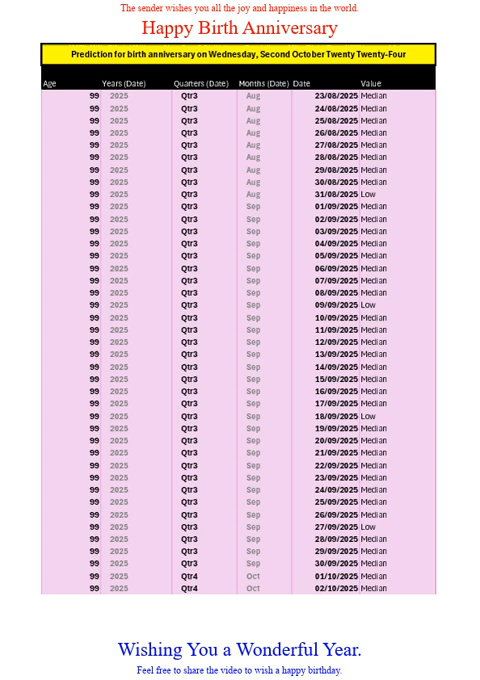 The sender wishes you all the joy and happiness in the world.
Happy Birth Anniversary
Prediction for birth anniversary on Wednesday, Second October Twenty Twenty-Four
Age Years (Date) Quarters (Date) Months (Date) Date Value
99 2025 Qtr3 Aug 23/08/2025 Median
99 2025 Qtr3 Aug 24/08/2025 Median
99 2025 Qtr3 Aug 25/08/2025 Median
99 2025 Qtr3 Aug 26/08/2025 Median
99 2025 Qtr3 Aug 27/08/2025 Median
99 2025 Qtr3 Aug 28/08/2025 Median
99 2025 Qtr3 Aug 29/08/2025 Median
99 2025 Qtr3 Aug 30/08/2025 Median
99 2025 Qtr3 Aug 31/08/2025 Low
99 2025 Qtr3 Sep 01/09/2025 Median
99 2025 Qtr3 Sep 02/09/2025 Median
99 2025 Qtr3 Sep 03/09/2025 Median
99 2025 Qtr3 Sep 04/09/2025 Median
99 2025 Qtr3 Sep 05/09/2025 Median
99 2025 Qtr3 Sep 06/09/2025 Median
99 2025 Qtr3 Sep 07/09/2025 Median
99 2025 Qtr3 Sep 08/09/2025 Median
99 2025 Qtr3 Sep 09/09/2025 Low
99 2025 Qtr3 Sep 10/09/2025 Median
99 2025 Qtr3 Sep 11/09/2025 Median
99 2025 Qtr3 Sep 12/09/2025 Median
99 2025 Qtr3 Sep 13/09/2025 Median
99 2025 Qtr3 Sep 14/09/2025 Median
99 2025 Qtr3 Sep 15/09/2025 Median
99 2025 Qtr3 Sep 16/09/2025 Median
99 2025 Qtr3 Sep 17/09/2025 Median
99 2025 Qtr3 Sep 18/09/2025 Low
99 2025 Qtr3 Sep 19/09/2025 Median
99 2025 Qtr3 Sep 20/09/2025 Median
99 2025 Qtr3 Sep 21/09/2025 Median
99 2025 Qtr3 Sep 22/09/2025 Median
99 2025 Qtr3 Sep 23/09/2025 Median
99 2025 Qtr3 Sep 24/09/2025 Median
99 2025 Qtr3 Sep 25/09/2025 Median
99 2025 Qtr3 Sep 26/09/2025 Median
99 2025 Qtr3 Sep 27/09/2025 Low
99 2025 Qtr3 Sep 28/09/2025 Median
99 2025 Qtr3 Sep 29/09/2025 Median
99 2025 Qtr3 Sep 30/09/2025 Median
99 2025 Qtr4 Oct 01/10/2025 Median
99 2025 Qtr4 Oct 02/10/2025 Median
Wishing You a Wonderful Year.
Feel free to share the video to wish a happy birthday.